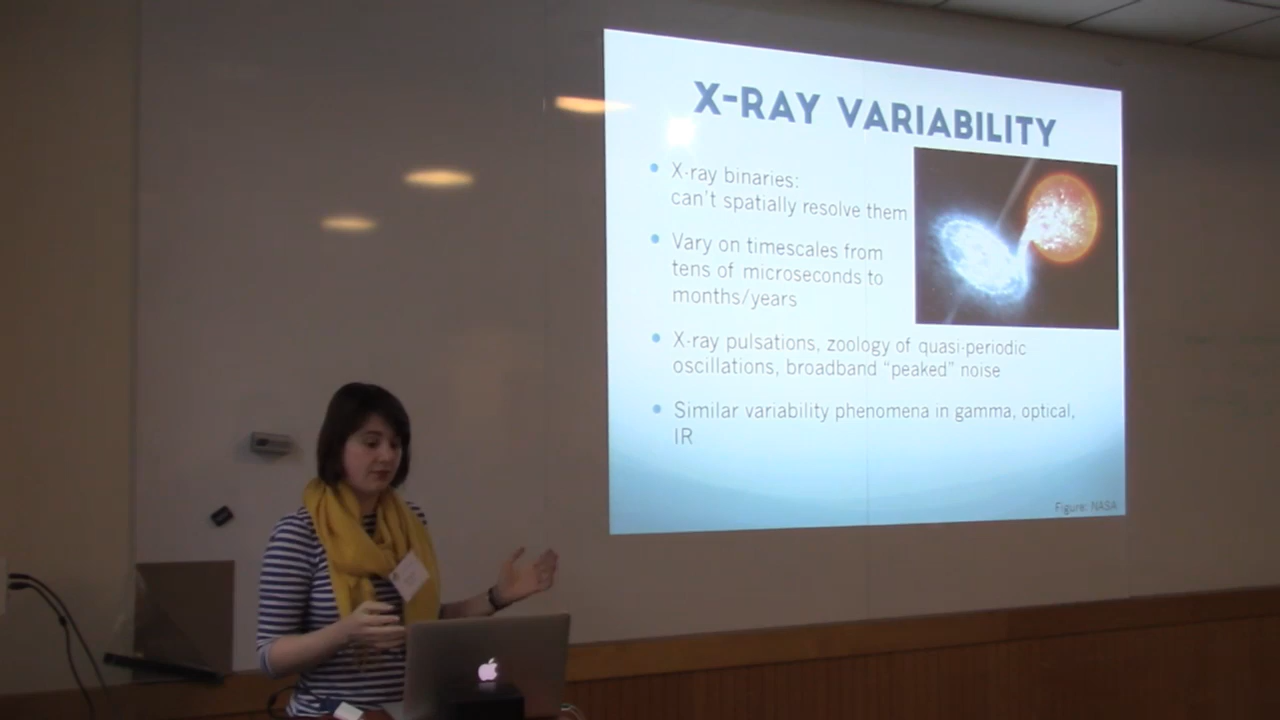 X-RAY VARIABILITY
X-ray binaries:
can't spatially resolve them
Vary on timescales from
tens of microseconds to
months/years
X-ray pulsations, zoology of quasi-periodic
oscillations, broadband "peaked" noise
Similar variability phenomena in gamma, optical,
IR
Figure: NASA